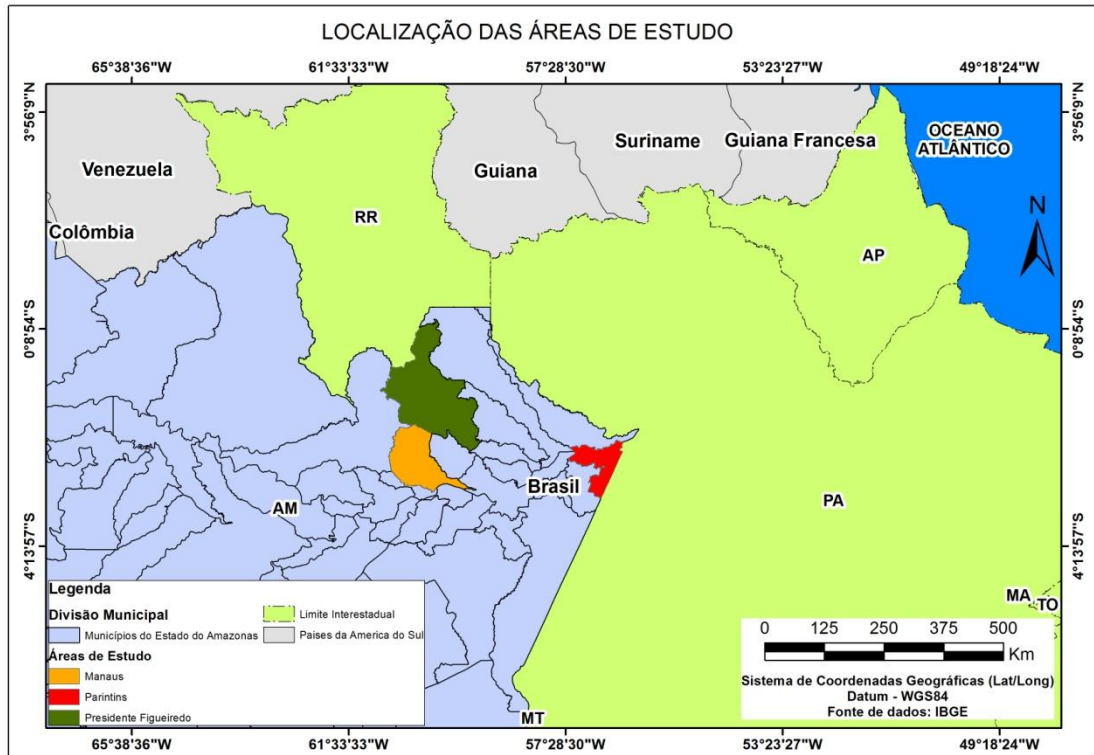 LOCALIZAÇÃO DAS ÁREAS DE ESTUDO
65°38'36"W 61°33'33"W 57°28'30"W 53°23'27"W 49°18'24"W
3°56'9"N
3°56'9"N
OCEANO
ATLÂNTICO
Venezuela
Guiana
Suriname
Guiana Francesa
Colômbia
RR
AP
N
0°8'54"S
0°8'54"S
Brasil
AM
PA
4°13'57"S
4°13'57"S
MA
TO
MT
Legenda
Divisão Municipal
Municípios do Estado do Amazonas
Limite Interestadual
Paises da America do Sul
Áreas de Estudo
Manaus
Parintins
Presidente Figueiredo
0 125 250 375 500
Km
Sistema de Coordenadas Geográficas (Lat/Long)
Datum - WGS84
Fonte de dados: IBGE
65°38'36"W 61°33'33"W 57°28'30"W 53°23'27"W 49°18'24"W